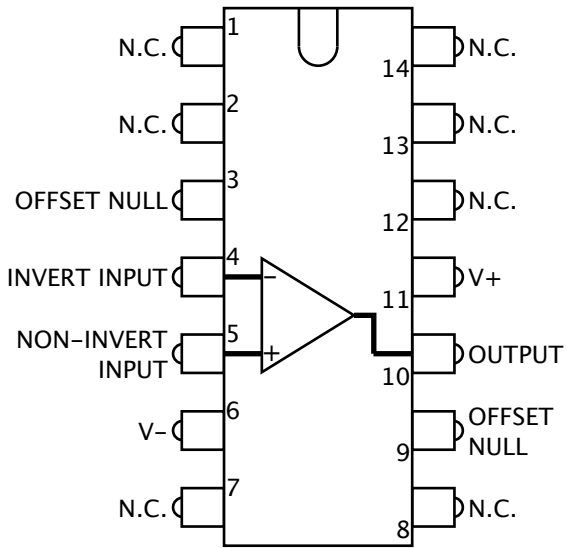 1
N.C.
14
N.C.
2
N.C.
13
N.C.
3
OFFSET NULL
12
N.C.
4
INVERT INPUT
−
11
V+
5
NON−INVERT
INPUT
+
10
OUTPUT
6
V−
9
OFFSET
NULL
7
N.C.
8
N.C.